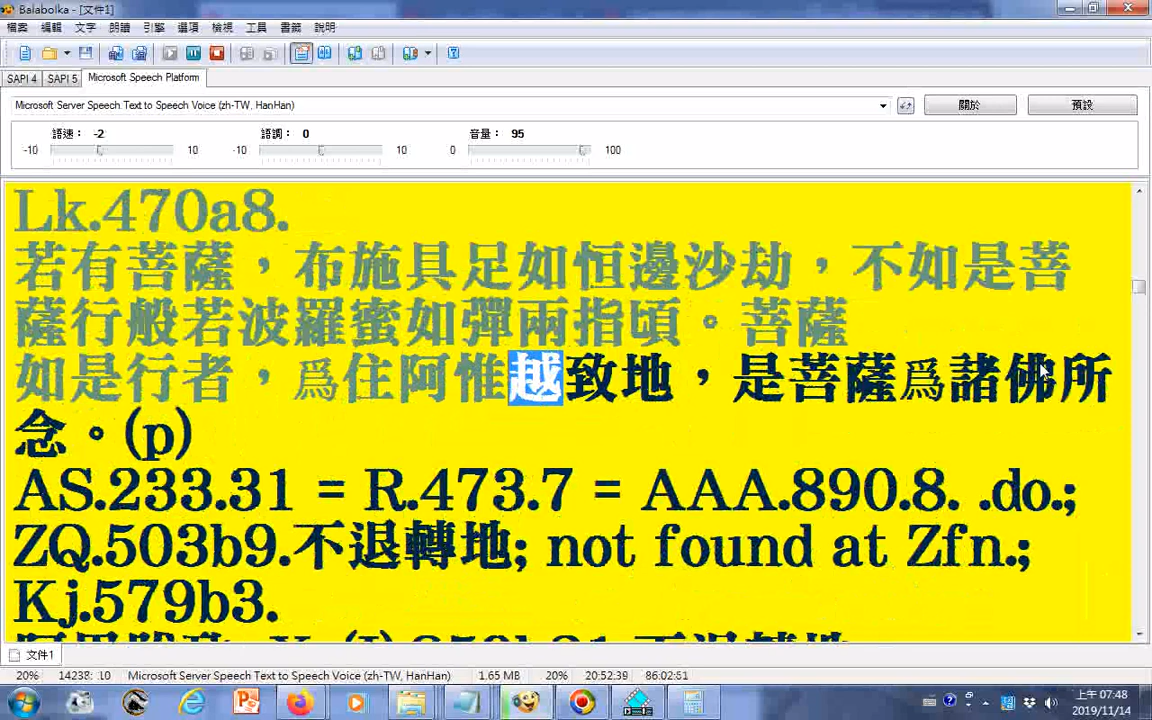 Balabolka - [文件1]
檔案 編輯 文字 朗讀 引擎 選項 檢視 工具 書籤 說明
SAPI 4 SAPI 5 Microsoft Speech Platform
Microsoft Server Speech Text to Speech Voice (zh-TW, HanHan) 關於 預設
語速： -2 語調： 0 音量： 95
-10 10 -10 10 0 100
Lk.470a8.
若有菩薩，布施具足如恒邊沙劫，不如是菩
薩行般若波羅蜜如彈兩指頃。菩薩
如是行者，爲住阿惟越致地，是菩薩爲諸佛所
念。(p)
AS.233.31 = R.473.7 = AAA.890.8. .do.;
ZQ.503b9.不退轉地; not found at Zfn.;
Kj.579b3.
文件1
20% 14238: 10 Microsoft Server Speech Text to Speech Voice (zh-TW, HanHan) 1.65 MB 20% 20:52:39 86:02:51
上午 07:48
2019/11/14